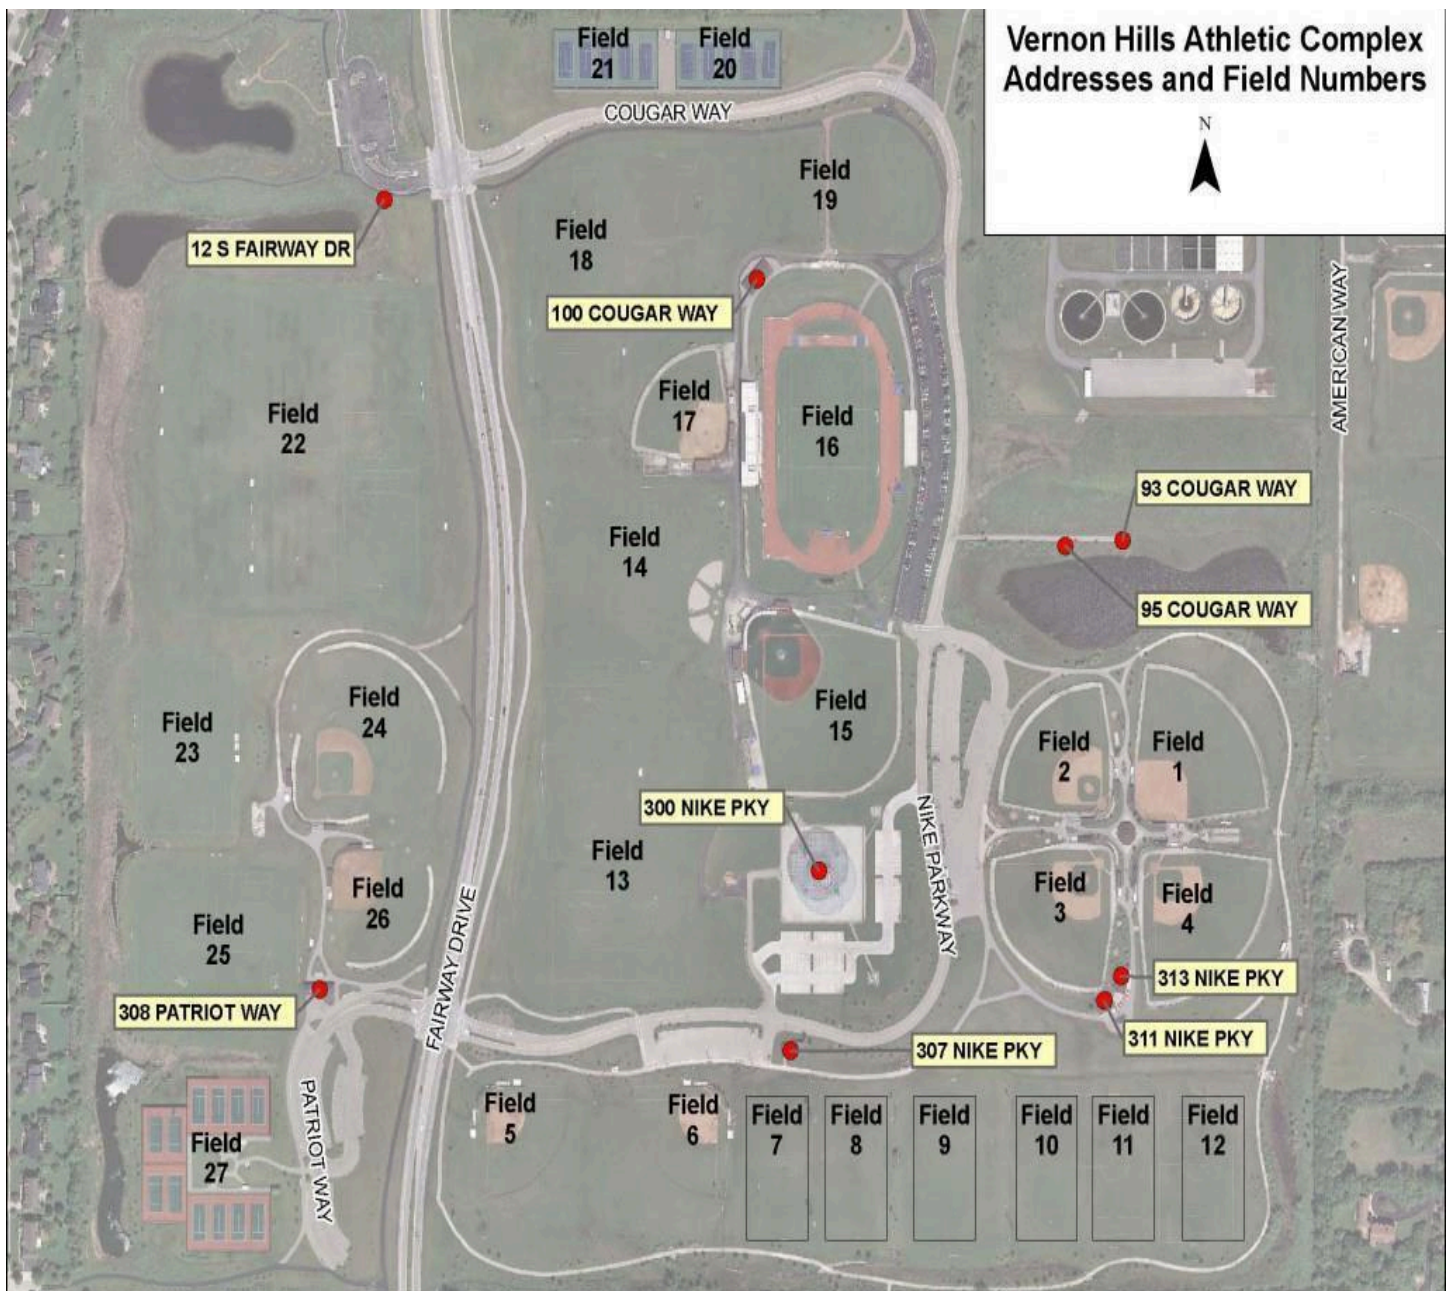 Vernon Hills Athletic Complex
Addresses and Field Numbers
N
Field
21
Field
20
COUGAR WAY
Field
19
Field
18
12 S FAIRWAY DR
100 COUGAR WAY
AMERICAN WAY
Field
17
Field
16
Field
22
93 COUGAR WAY
Field
14
95 COUGAR WAY
Field
24
Field
23
Field
15
Field
2
Field
1
300 NIKE PKY
NIKE PARKWAY
Field
13
Field
3
Field
4
Field
26
Field
25
FAIRWAY DRIVE
313 NIKE PKY
308 PATRIOT WAY
311 NIKE PKY
307 NIKE PKY
PATRIOT WAY
Field
5
Field
6
Field
7
Field
8
Field
9
Field
10
Field
11
Field
12
Field
27